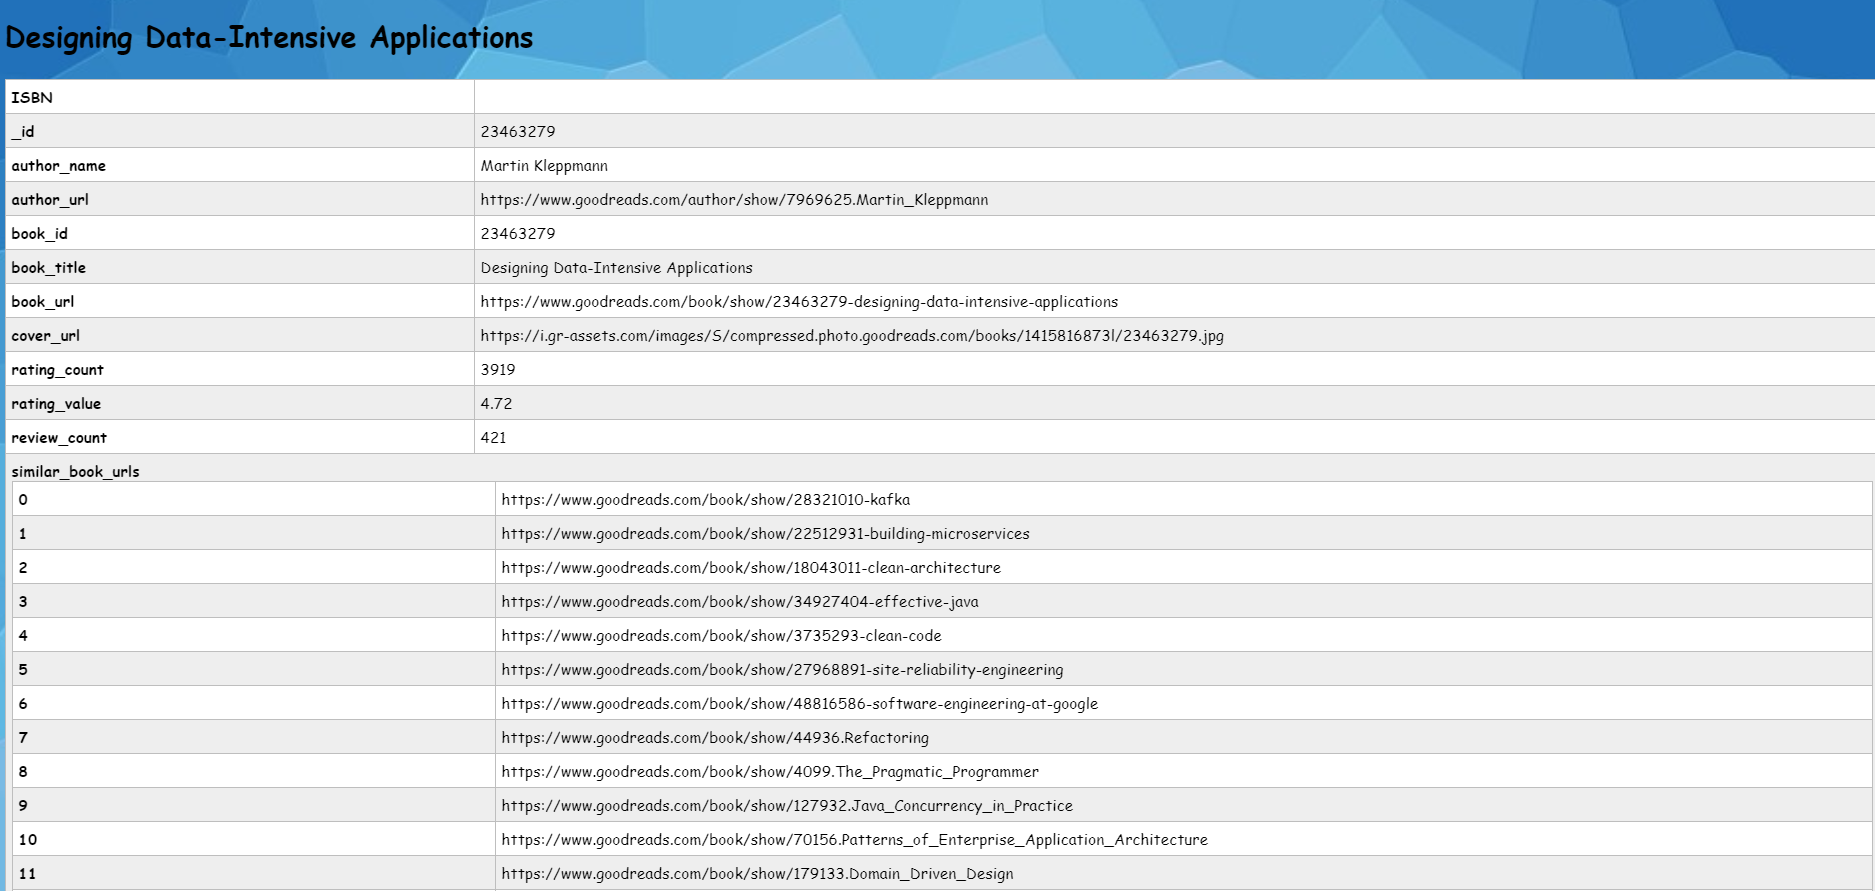 Designing Data-Intensive Applications
ISBN
_id 23463279
author_name Martin Kleppmann
author_url https://www.goodreads.com/author/show/7969625.Martin_Kleppmann
book_id 23463279
book_title Designing Data-Intensive Applications
book_url https://www.goodreads.com/book/show/23463279-designing-data-intensive-applications
cover_url https://i.gr-assets.com/images/S/compressed.photo.goodreads.com/books/1415816873l/23463279.jpg
rating_count 3919
rating_value 4.72
review_count 421
similar_book_urls
0 https://www.goodreads.com/book/show/28321010-kafka
1 https://www.goodreads.com/book/show/22512931-building-microservices
2 https://www.goodreads.com/book/show/18043011-clean-architecture
3 https://www.goodreads.com/book/show/34927404-effective-java
4 https://www.goodreads.com/book/show/3735293-clean-code
5 https://www.goodreads.com/book/show/27968891-site-reliability-engineering
6 https://www.goodreads.com/book/show/48816586-software-engineering-at-google
7 https://www.goodreads.com/book/show/44936.Refactoring
8 https://www.goodreads.com/book/show/4099.The_Pragmatic_Programmer
9 https://www.goodreads.com/book/show/127932.Java_Concurrency_in_Practice
10 https://www.goodreads.com/book/show/70156.Patterns_of_Enterprise_Application_Architecture
11 https://www.goodreads.com/book/show/179133.Domain_Driven_Design